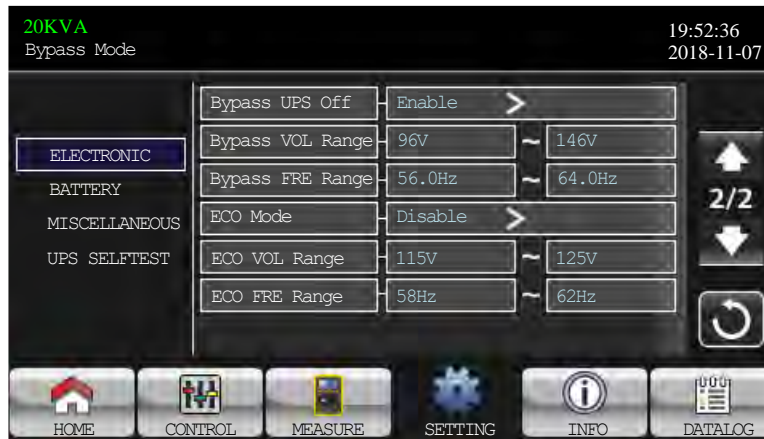 20KVA
Bypass Mode
19:52:36
2018-11-07
ELECTRONIC
BATTERY
MISCELLANEOUS
UPS SELFTEST
Bypass UPS Off Enable >
Bypass VOL Range 96V ~ 146V
Bypass FRE Range 56.0Hz ~ 64.0Hz
ECO Mode Disable >
ECO VOL Range 115V ~ 125V
ECO FRE Range 58Hz ~ 62Hz
2/2
HOME CONTROL MEASURE SETTING INFO DATALOG